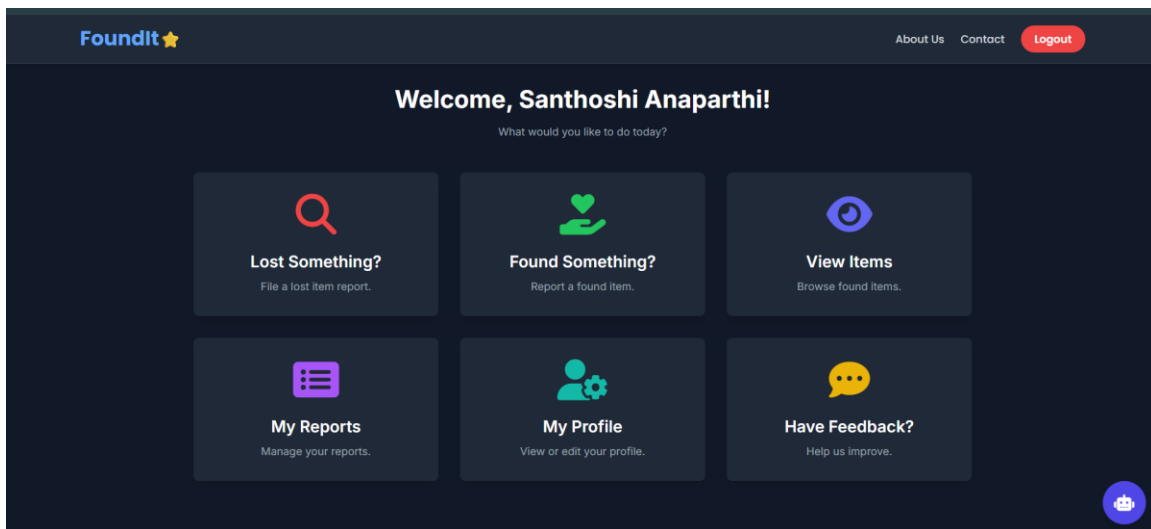 FoundIt
About Us Contact Logout
Welcome, Santhoshi Anaparthi!
What would you like to do today?
Lost Something?
File a lost item report.
Found Something?
Report a found item.
View Items
Browse found items.
My Reports
Manage your reports.
My Profile
View or edit your profile.
Have Feedback?
Help us improve.